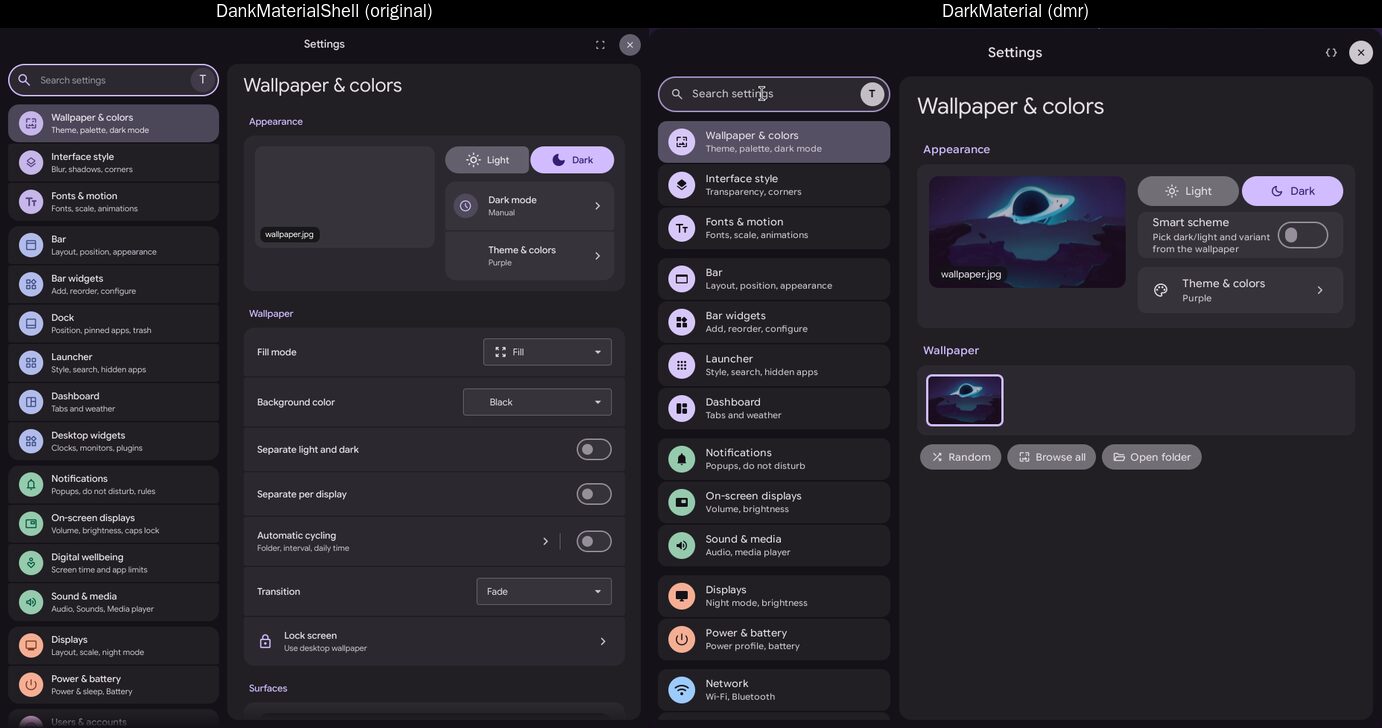 DankMaterialShell (original)
Settings
Search settings
T
Wallpaper & colors
Theme, palette, dark mode
Interface style
Blur, shadows, corners
Tт
Fonts & motion
Fonts, scale, animations
Bar
Layout, position, appearance
Bar widgets
Add, reorder, configure
Dock
Position, pinned apps, trash
Launcher
Style, search, hidden apps
Dashboard
Tabs and weather
Desktop widgets
Clocks, monitors, plugins
Notifications
Popups, do not disturb, rules
On-screen displays
Volume, brightness, caps lock
Digital wellbeing
Screen time and app limits
Sound & media
Audio, Sounds, Media player
Displays
Layout, scale, night mode
Power & battery
Power & sleep, Battery
Users & accounts
Wallpaper & colors
Appearance
wallpaper.jpg
Light
Dark
Dark mode
Manual
Theme & colors
Purple
Wallpaper
Fill mode
Fill
Background color
Black
Separate light and dark
Separate per display
Automatic cycling
Folder, interval, daily time
Transition
Fade
Lock screen
Use desktop wallpaper
Surfaces
DarkMaterial (dmr)
Settings
Search settings
T
Wallpaper & colors
Theme, palette, dark mode
Interface style
Transparency, corners
Tт
Fonts & motion
Fonts, scale, animations
Bar
Layout, position, appearance
Bar widgets
Add, reorder, configure
Launcher
Style, search, hidden apps
Dashboard
Tabs and weather
Notifications
Popups, do not disturb
On-screen displays
Volume, brightness
Sound & media
Audio, media player
Displays
Night mode, brightness
Power & battery
Power profile, battery
Network
Wi-Fi, Bluetooth
Wallpaper & colors
Appearance
wallpaper.jpg
Light
Dark
Smart scheme
Pick dark/light and variant
from the wallpaper
Theme & colors
Purple
Wallpaper
Random
Browse all
Open folder